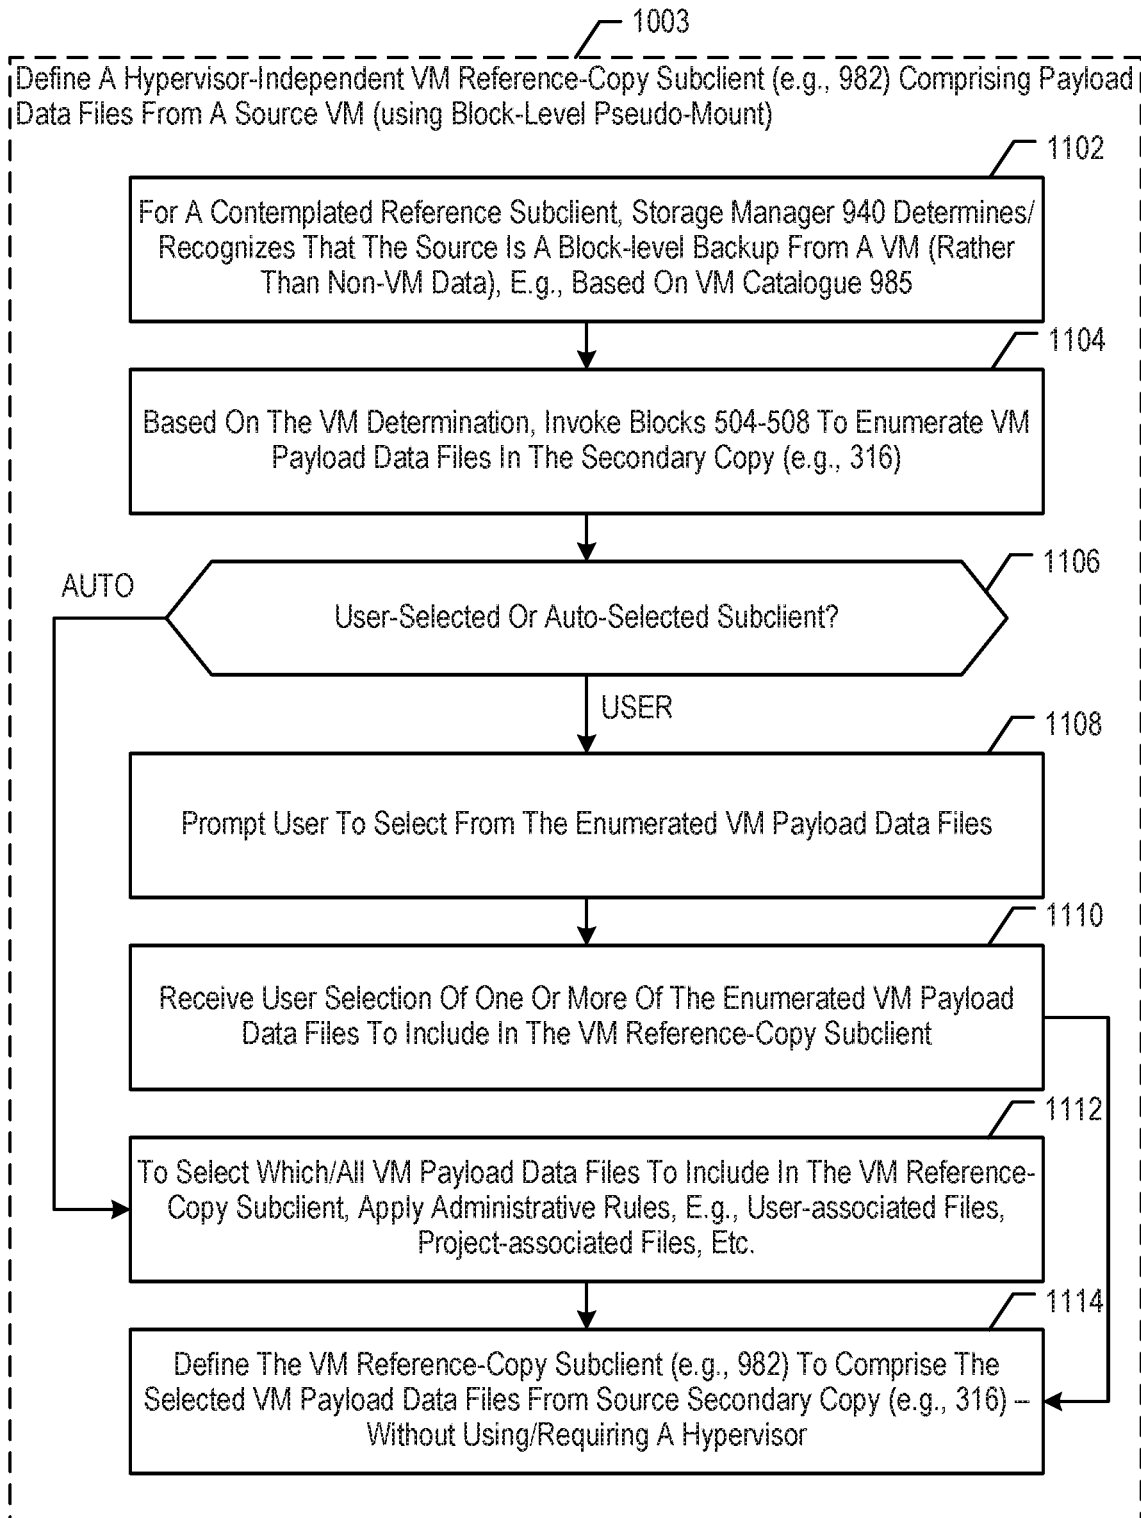 1003
Define A Hypervisor-Independent VM Reference-Copy Subclient (e.g., 982) Comprising Payload
Data Files From A Source VM (using Block-Level Pseudo-Mount)
1102
For A Contemplated Reference Subclient, Storage Manager 940 Determines/
Recognizes That The Source Is A Block-level Backup From A VM (Rather
Than Non-VM Data), E.g., Based On VM Catalogue 985
1104
Based On The VM Determination, Invoke Blocks 504-508 To Enumerate VM
Payload Data Files In The Secondary Copy (e.g., 316)
1106
AUTO
User-Selected Or Auto-Selected Subclient?
USER
1108
Prompt User To Select From The Enumerated VM Payload Data Files
1110
Receive User Selection Of One Or More Of The Enumerated VM Payload
Data Files To Include In The VM Reference-Copy Subclient
1112
To Select Which/All VM Payload Data Files To Include In The VM Reference-
Copy Subclient, Apply Administrative Rules, E.g., User-associated Files,
Project-associated Files, Etc.
1114
Define The VM Reference-Copy Subclient (e.g., 982) To Comprise The
Selected VM Payload Data Files From Source Secondary Copy (e.g., 316) –
Without Using/Requiring A Hypervisor